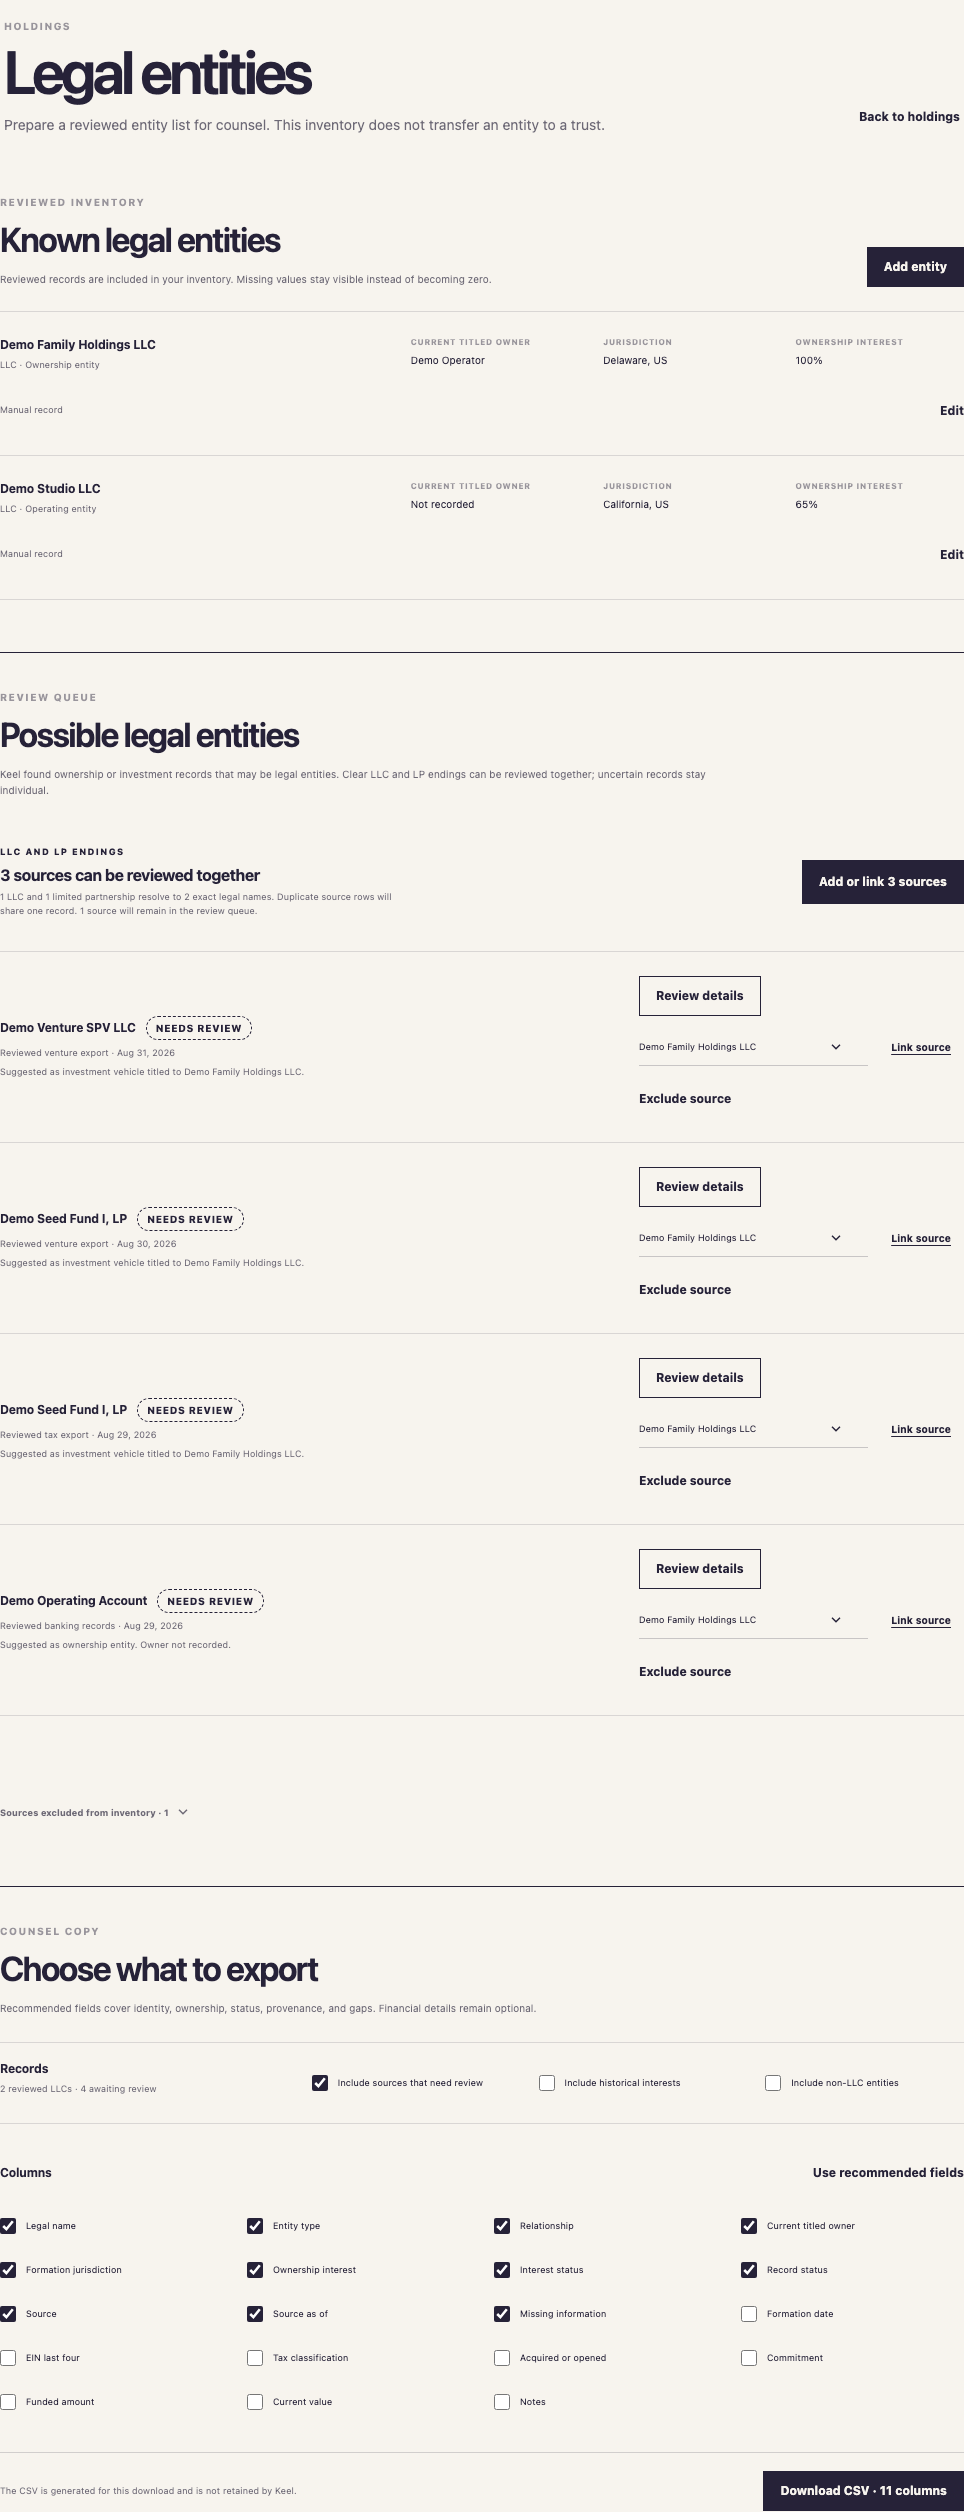 HOLDINGS
Legal entities
Prepare a reviewed entity list for counsel. This inventory does not transfer an entity to a trust.
Back to holdings
REVIEWED INVENTORY
Known legal entities
Reviewed records are included in your inventory. Missing values stay visible instead of becoming zero.
Add entity
Demo Family Holdings LLC
LLC · Ownership entity
CURRENT TITLED OWNER
Demo Operator
JURISDICTION
Delaware, US
OWNERSHIP INTEREST
100%
Manual record
Edit
Demo Studio LLC
LLC · Operating entity
CURRENT TITLED OWNER
Not recorded
JURISDICTION
California, US
OWNERSHIP INTEREST
65%
Manual record
Edit
REVIEW QUEUE
Possible legal entities
Keel found ownership or investment records that may be legal entities. Clear LLC and LP endings can be reviewed together; uncertain records stay
individual.
LLC AND LP ENDINGS
3 sources can be reviewed together
1 LLC and 1 limited partnership resolve to 2 exact legal names. Duplicate source rows will
share one record. 1 source will remain in the review queue.
Add or link 3 sources
Demo Venture SPV LLC NEEDS REVIEW
Reviewed venture export · Aug 31, 2026
Suggested as investment vehicle titled to Demo Family Holdings LLC.
Review details
Demo Family Holdings LLC
Link source
Exclude source
Demo Seed Fund I, LP NEEDS REVIEW
Reviewed venture export · Aug 30, 2026
Suggested as investment vehicle titled to Demo Family Holdings LLC.
Review details
Demo Family Holdings LLC
Link source
Exclude source
Demo Seed Fund I, LP NEEDS REVIEW
Reviewed tax export · Aug 29, 2026
Suggested as investment vehicle titled to Demo Family Holdings LLC.
Review details
Demo Family Holdings LLC
Link source
Exclude source
Demo Operating Account NEEDS REVIEW
Reviewed banking records · Aug 29, 2026
Suggested as ownership entity. Owner not recorded.
Review details
Demo Family Holdings LLC
Link source
Exclude source
Sources excluded from inventory · 1
COUNSEL COPY
Choose what to export
Recommended fields cover identity, ownership, status, provenance, and gaps. Financial details remain optional.
Records
2 reviewed LLCs · 4 awaiting review
Include sources that need review
Include historical interests
Include non-LLC entities
Columns
Use recommended fields
Legal name
Entity type
Relationship
Current titled owner
Formation jurisdiction
Ownership interest
Interest status
Record status
Source
Source as of
Missing information
Formation date
EIN last four
Tax classification
Acquired or opened
Commitment
Funded amount
Current value
Notes
The CSV is generated for this download and is not retained by Keel.
Download CSV · 11 columns